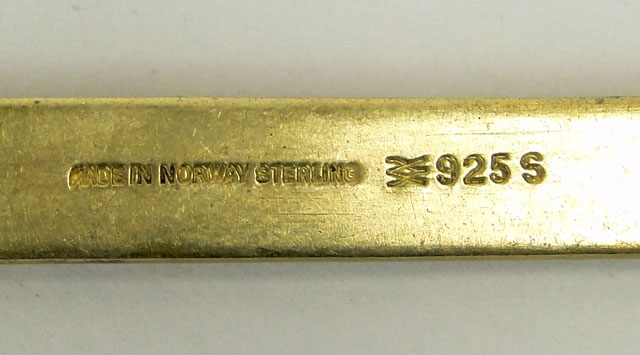 MADE IN NORWAY STERLING 925 S